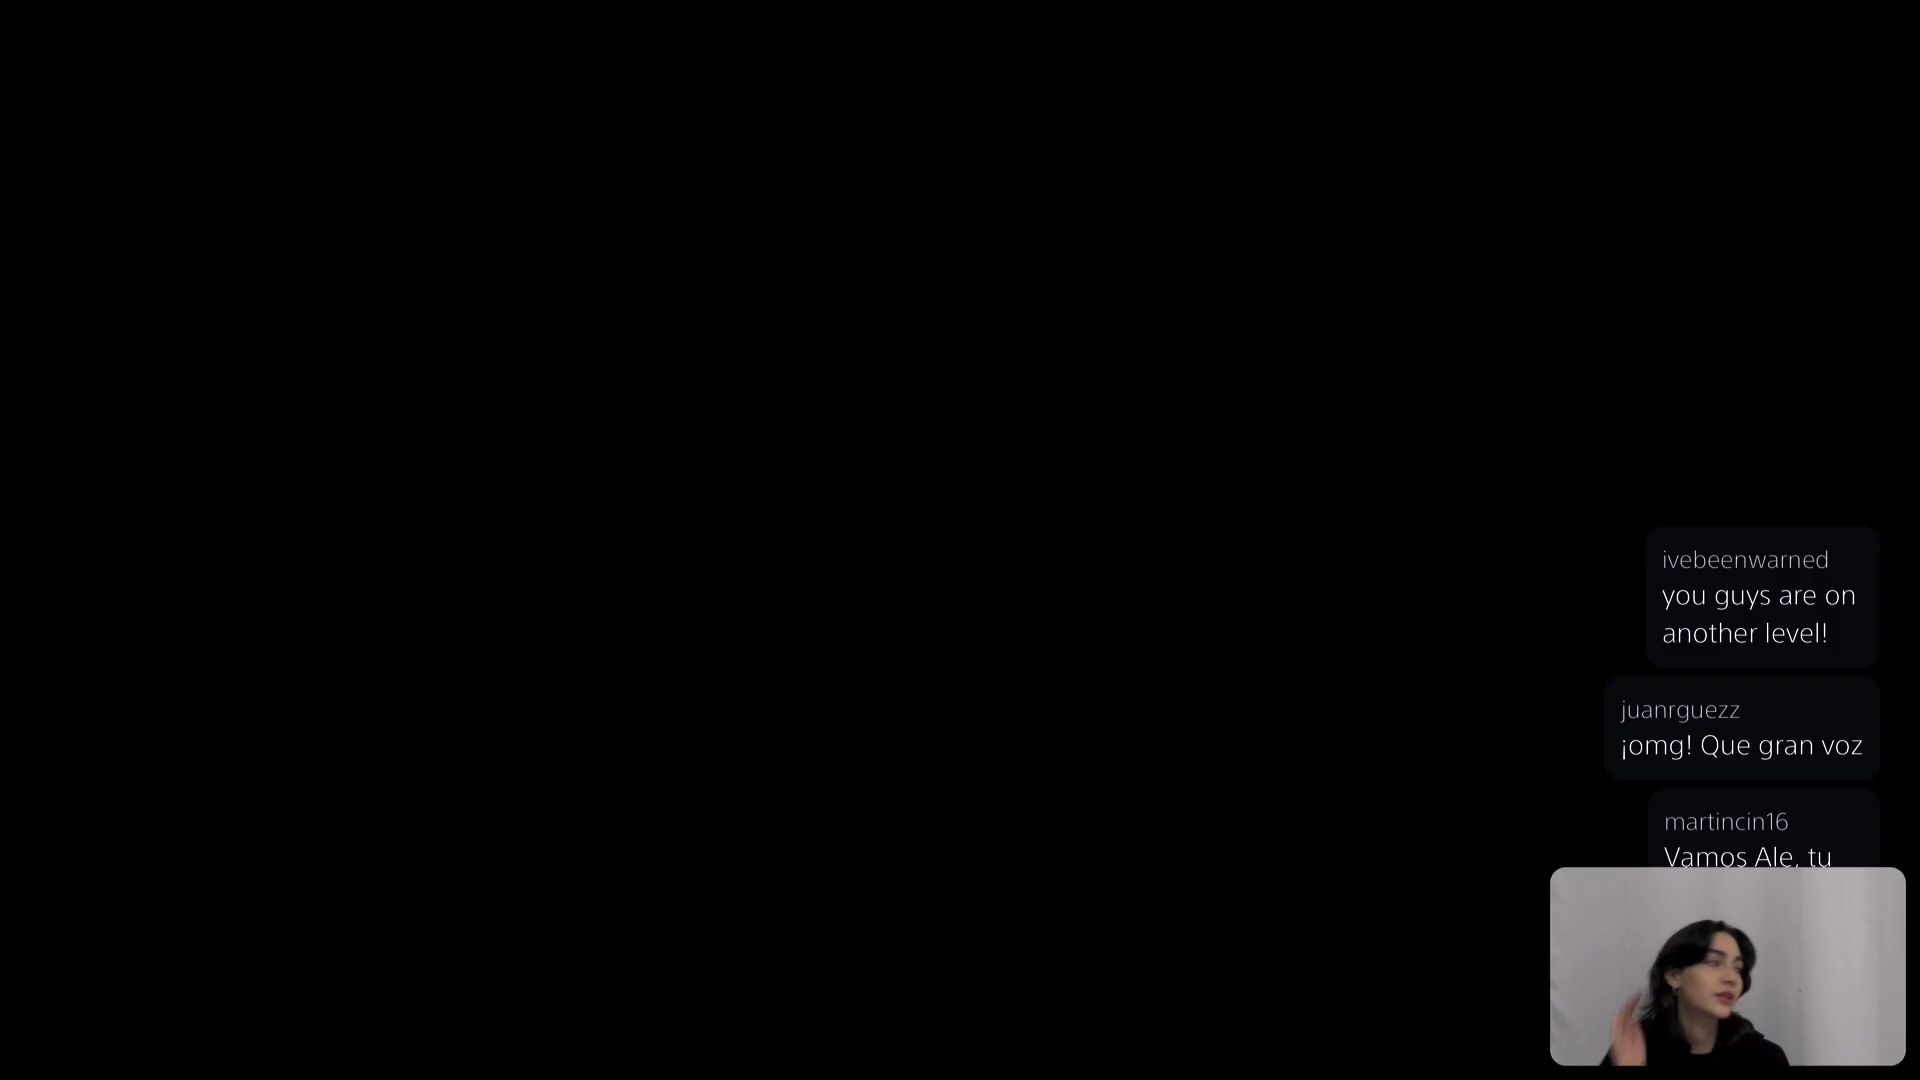 ivebeenwarned
you guys are on
another level!
juanrguezz
¡omg! Que gran voz
martincin16
Vamos Ale, tu